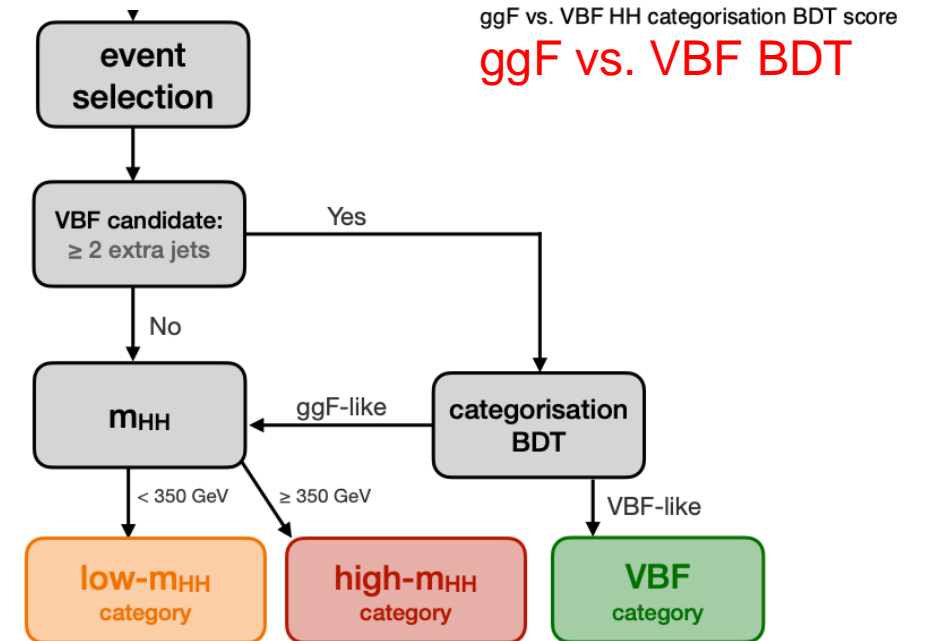 ggF vs. VBF HH categorisation BDT score
ggF vs. VBF BDT
event
selection
VBF candidate:
≥ 2 extra jets
Yes
No
mHH
ggF-like
categorisation
BDT
< 350 GeV
≥ 350 GeV
VBF-like
low-mHH
category
high-mHH
category
VBF
category